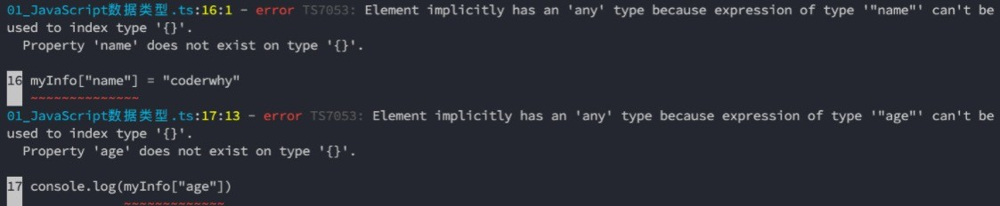 01_JavaScript数据类型.ts:16:1 - error TS7053: Element implicitly has an 'any' type because expression of type '"name"' can't be
used to index type '{}'.
Property 'name' does not exist on type '{}'.
16 myInfo["name"] = "coderwhy"
~~~~~~~~~~~~~~
01_JavaScript数据类型.ts:17:13 - error TS7053: Element implicitly has an 'any' type because expression of type '"age"' can't be
used to index type '{}'.
Property 'age' does not exist on type '{}'.
17 console.log(myInfo["age"])
~~~~~~~~~~~~~